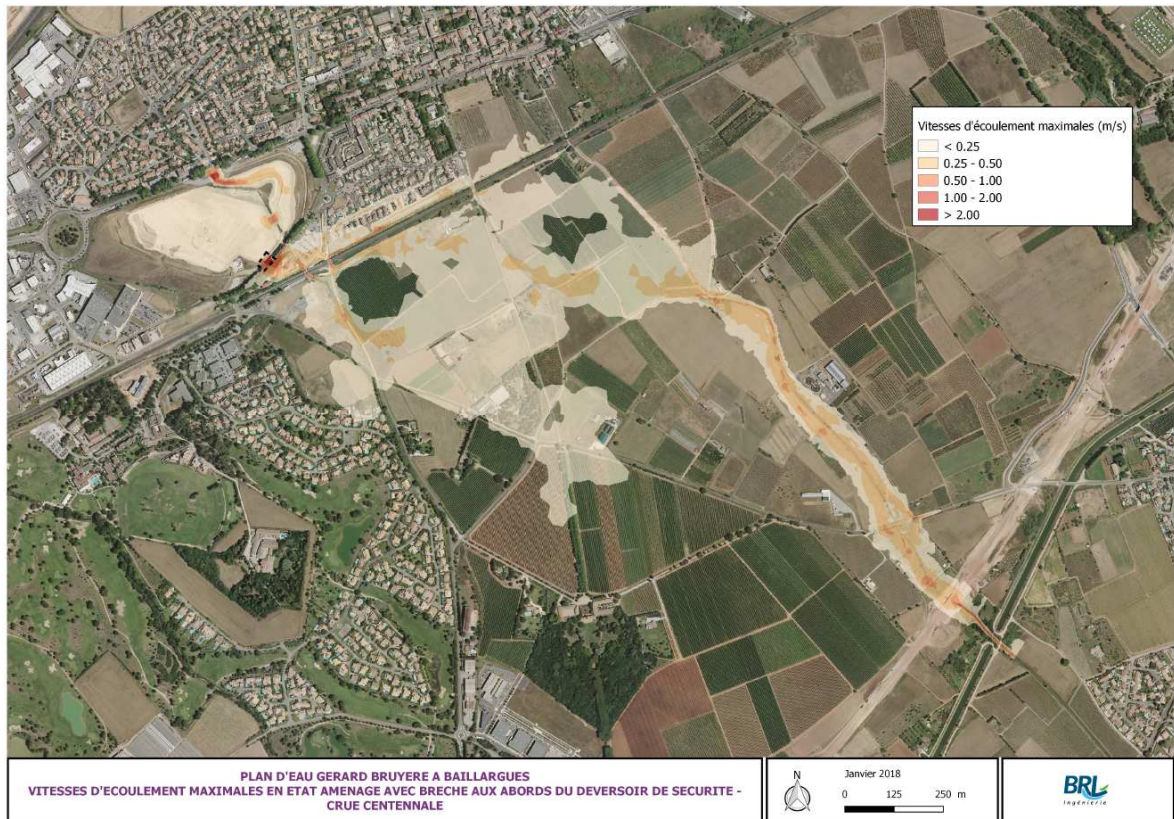 Vitesses d'écoulement maximales (m/s)
< 0.25
0.25 - 0.50
0.50 - 1.00
1.00 - 2.00
> 2.00
PLAN D'EAU GERARD BRUYERE A BAILLARGUES
VITESSES D'ECOULEMENT MAXIMALES EN ETAT AMENAGE AVEC BRECHE AUX ABORDS DU DEVERSOIR DE SECURITE -
CRUE CENTENNALE
N
Janvier 2018
0 125 250 m
BRL
Ingénierie